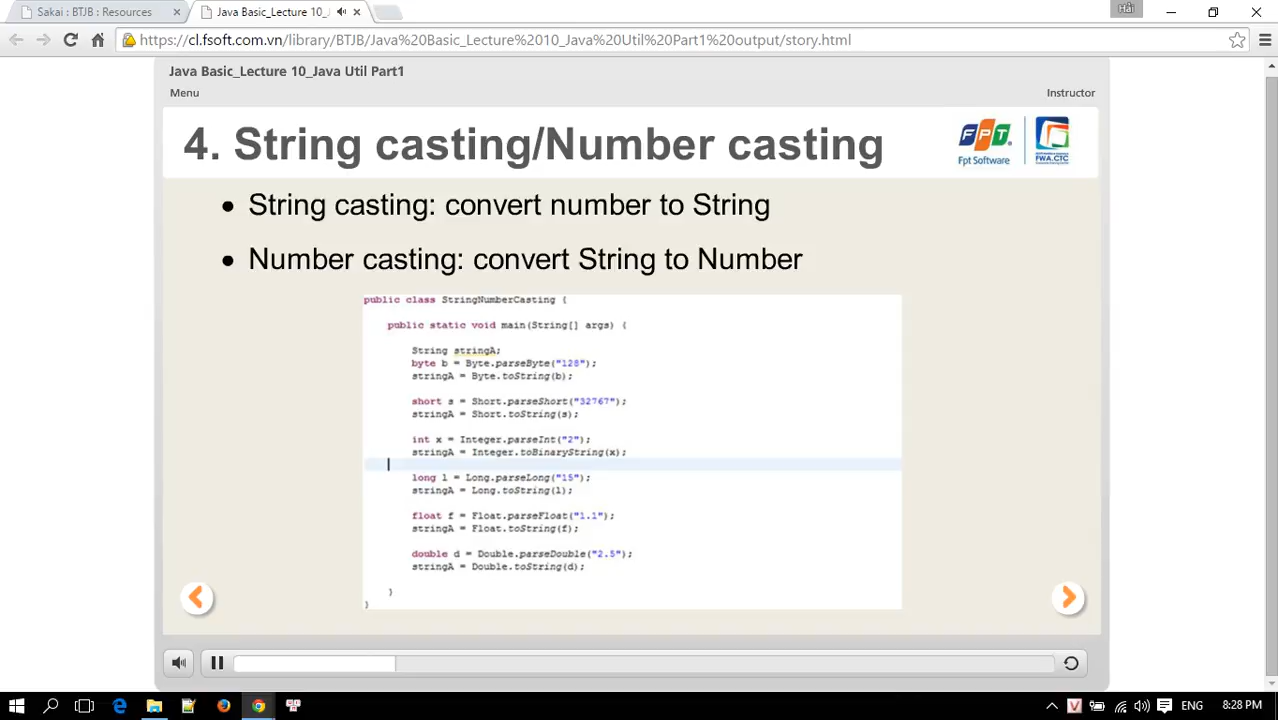 Sakai : BTJB : Resources
Java Basic_Lecture 10_J
Hải
https://cl.fsoft.com.vn/library/BTJB/Java%20Basic_Lecture%2010_Java%20Util%20Part1%20output/story.html
Java Basic_Lecture 10_Java Util Part1
Menu
Instructor
4. String casting/Number casting
FPT
Fpt Software
FWA.CTC
• String casting: convert number to String
• Number casting: convert String to Number
public class StringNumberCasting {
public static void main(String[] args) {
String stringA;
byte b = Byte.parseByte("128");
stringA = Byte.toString(b);
short s = Short.parseShort("32767");
stringA = Short.toString(s);
int x = Integer.parseInt("2");
stringA = Integer.toBinaryString(x);
long l = Long.parseLong("15");
stringA = Long.toString(l);
float f = Float.parseFloat("1.1");
stringA = Float.toString(f);
double d = Double.parseDouble("2.5");
stringA = Double.toString(d);
}
}
ENG
8:28 PM